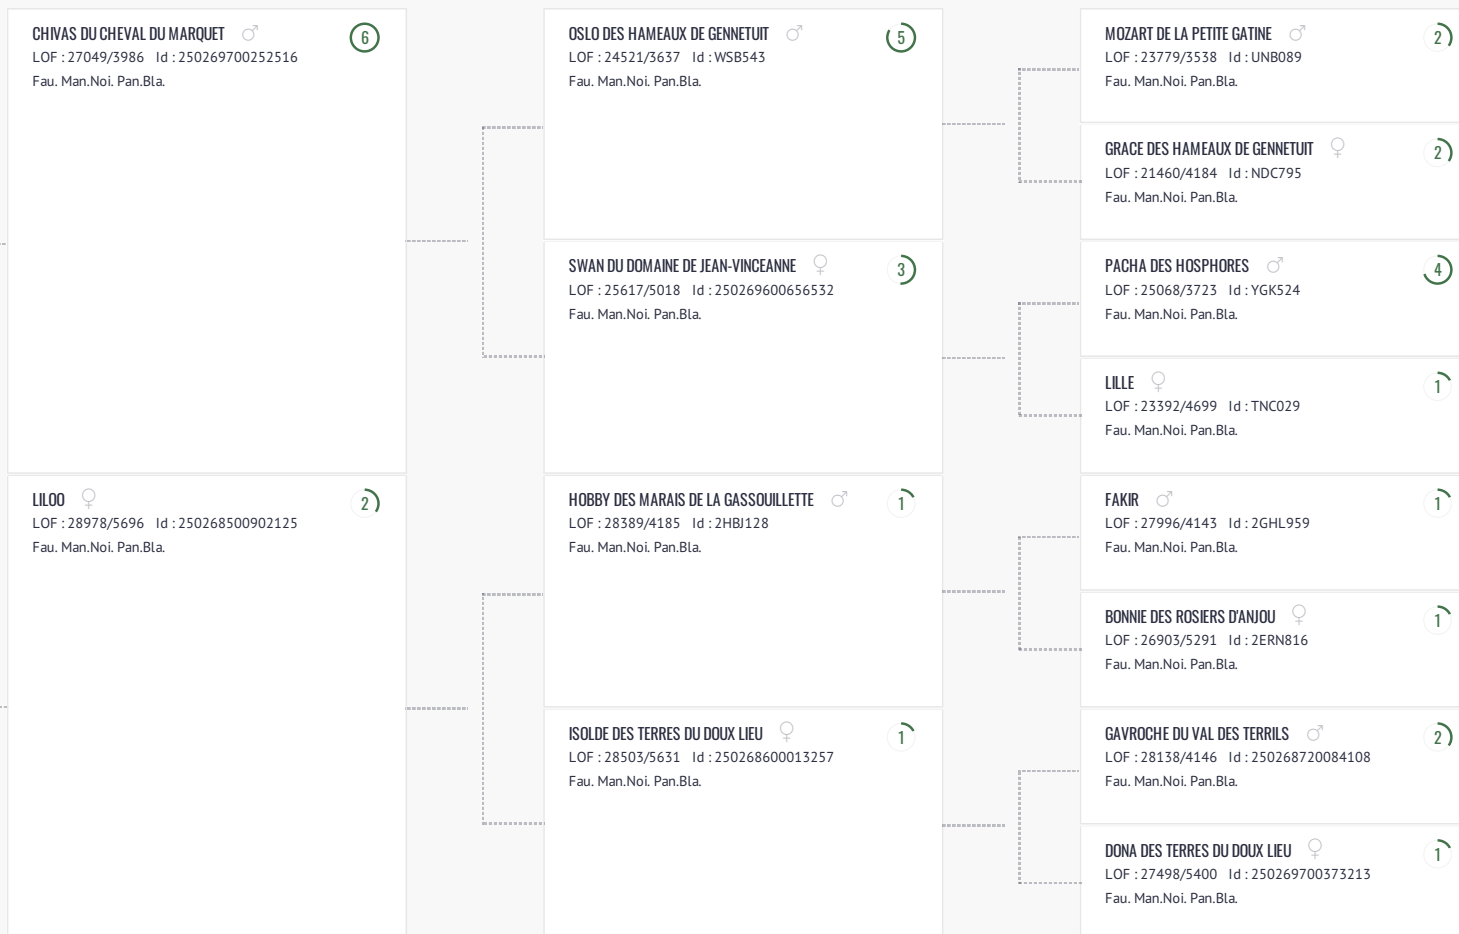 CHIVAS DU CHEVAL DU MARQUET 6
LOF : 27049/3986 Id : 250269700252516
Fau. Man.Noi. Pan.Bla.
LILOO 2
LOF : 28978/5696 Id : 250268500902125
Fau. Man.Noi. Pan.Bla.
OSLO DES HAMEAUX DE GENNETUIT 5
LOF : 24521/3637 Id : WSB543
Fau. Man.Noi. Pan.Bla.
SWAN DU DOMAINE DE JEAN-VINCEANNE 3
LOF : 25617/5018 Id : 250269600656532
Fau. Man.Noi. Pan.Bla.
HOBBY DES MARAIS DE LA GASSOUILLETTE 1
LOF : 28389/4185 Id : 2HBJ128
Fau. Man.Noi. Pan.Bla.
ISOLDE DES TERRES DU DOUX LIEU 1
LOF : 28503/5631 Id : 250268600013257
Fau. Man.Noi. Pan.Bla.
MOZART DE LA PETITE GATINE 2
LOF : 23779/3538 Id : UNB089
Fau. Man.Noi. Pan.Bla.
GRACE DES HAMEAUX DE GENNETUIT 2
LOF : 21460/4184 Id : NDC795
Fau. Man.Noi. Pan.Bla.
PACHA DES HOSPHORES 4
LOF : 25068/3723 Id : YGK524
Fau. Man.Noi. Pan.Bla.
LILLE 1
LOF : 23392/4699 Id : TNC029
Fau. Man.Noi. Pan.Bla.
FAKIR 1
LOF : 27996/4143 Id : 2GHL959
Fau. Man.Noi. Pan.Bla.
BONNIE DES ROSIERS D'ANJOU 1
LOF : 26903/5291 Id : 2ERN816
Fau. Man.Noi. Pan.Bla.
GAVROCHE DU VAL DES TERRILS 2
LOF : 28138/4146 Id : 250268720084108
Fau. Man.Noi. Pan.Bla.
DONA DES TERRES DU DOUX LIEU 1
LOF : 27498/5400 Id : 250269700373213
Fau. Man.Noi. Pan.Bla.